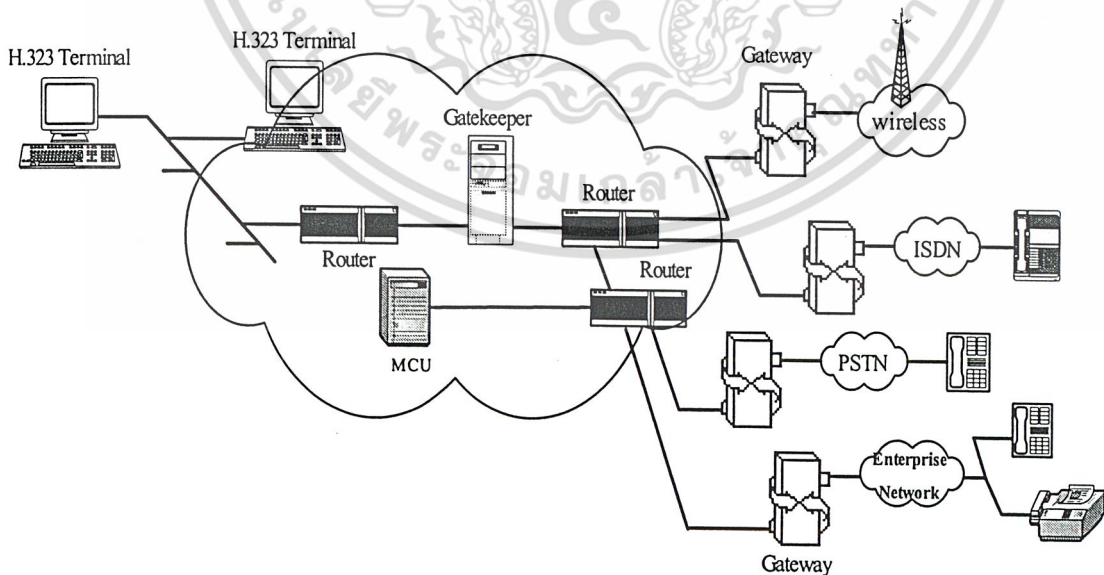 H.323 Terminal
H.323 Terminal
Gatekeeper
Gateway
wireless
Router
Router
ISDN
Router
MCU
PSTN
Enterprise
Network
Gateway